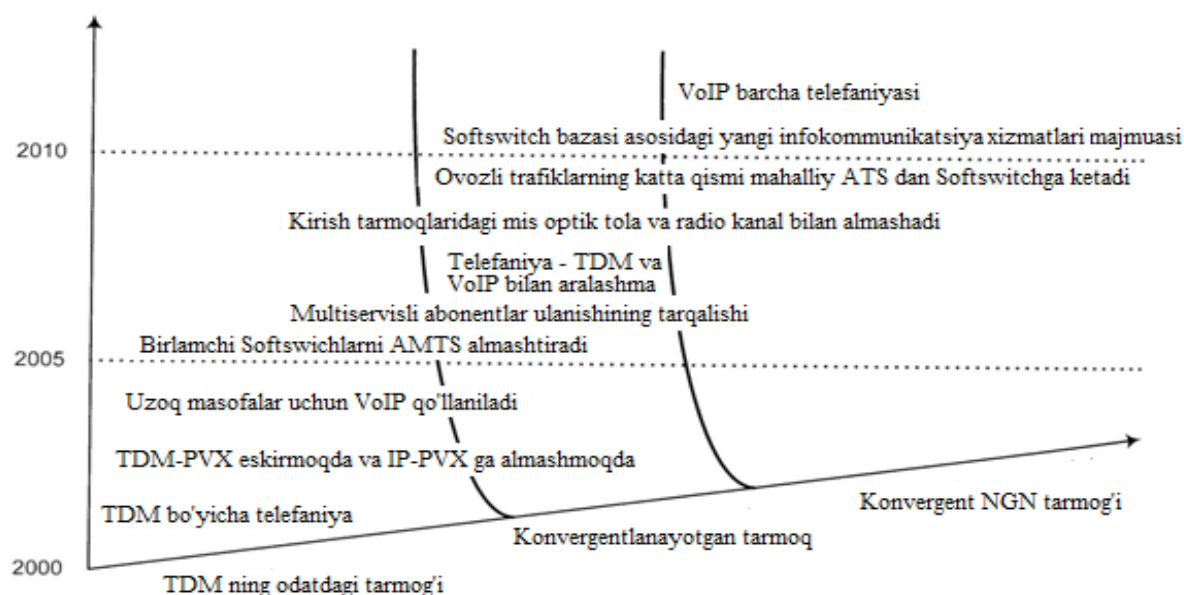 VoIP barcha telefaniyasi
Softswitch bazasi asosidagi yangi infokommunikatsiya xizmatlari majmuasi
2010
Ovozli trafiklarning katta qismi mahalliy ATS dan Softswitchga ketadi
Kirish tarmoqlaridagi mis optik tola va radio kanal bilan almashadi
Telefaniya - TDM va
VoIP bilan aralashma
Multiservisli abonentlar ulanishining tarqalishi
Birlamchi Softswichlarni AMTS almashtiradi
2005
Uzoq masofalar uchun VoIP qo'llaniladi
TDM-PVX eskirmoqda va IP-PVX ga almashmoqda
TDM bo'yicha telefaniya
Konvergent NGN tarmog'i
Konvergentlanayotgan tarmoq
2000
TDM ning odatdagi tarmog'i